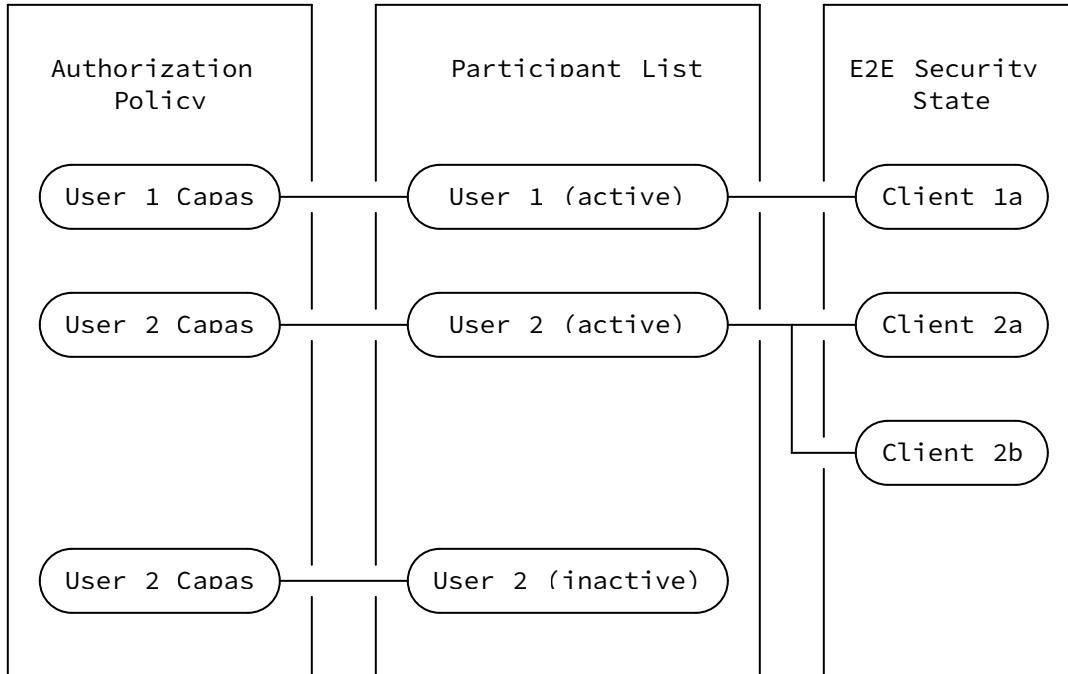 Authorization
Policy
Participant List
E2E Security
State
User 1 Capas
User 1 (active)
Client 1a
User 2 Capas
User 2 (active)
Client 2a
Client 2b
User 2 Capas
User 2 (inactive)